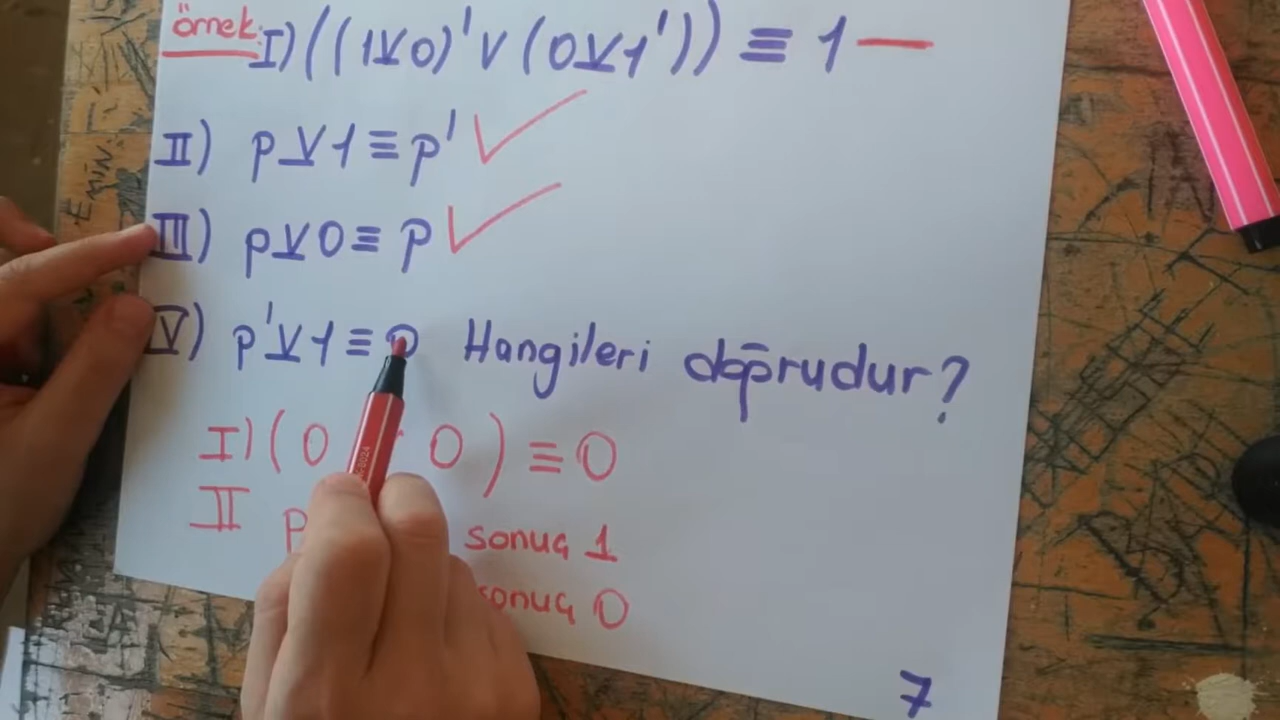 örnek: I) ((1⊻0)' ∨ (0⊻1')) ≡ 1
II) p⊻1 ≡ p'
III) p⊻0 ≡ p
IV) p'⊻1 ≡ p Hangileri doğrudur?
I) (0 0) ≡ 0
II p sonuç 1
sonuç 0
7
EMİN